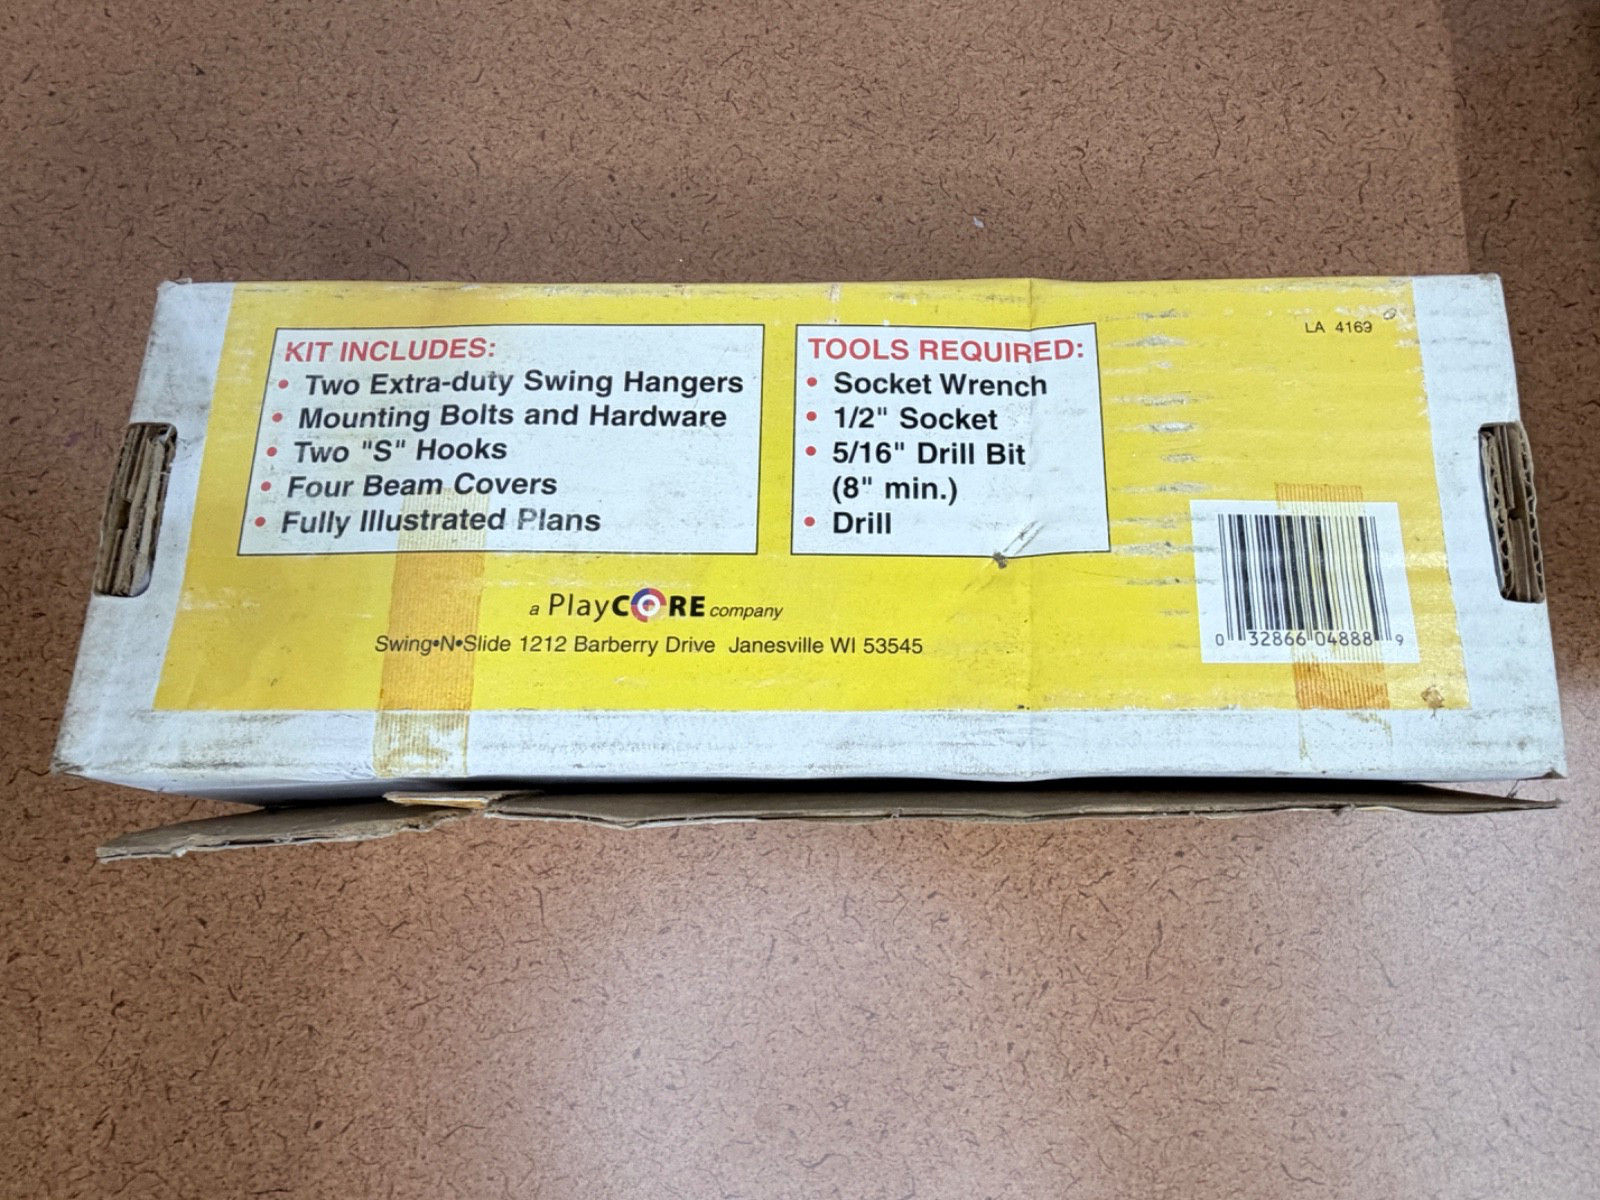 KIT INCLUDES:
• Two Extra-duty Swing Hangers
• Mounting Bolts and Hardware
• Two "S" Hooks
• Four Beam Covers
• Fully Illustrated Plans
TOOLS REQUIRED:
• Socket Wrench
• 1/2" Socket
• 5/16" Drill Bit
(8" min.)
• Drill
LA 4169
a PlayCORE company
Swing•N•Slide 1212 Barberry Drive Janesville WI 53545
0 32866 04888 9